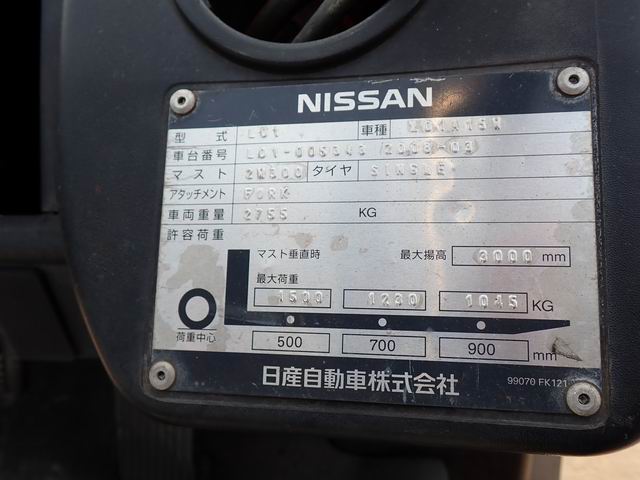 NISSAN
型式 L01 車種
車台番号 L01-005343 /2008-03
マスト 2M300 タイヤ SINGLE
アタッチメント FORK
車両重量 2755 KG
許容荷重
マスト垂直時 最大揚高 3000 mm
最大荷重
1500 1230 1045 KG
荷重中心
500 700 900 mm
日産自動車株式会社
99070 FK121